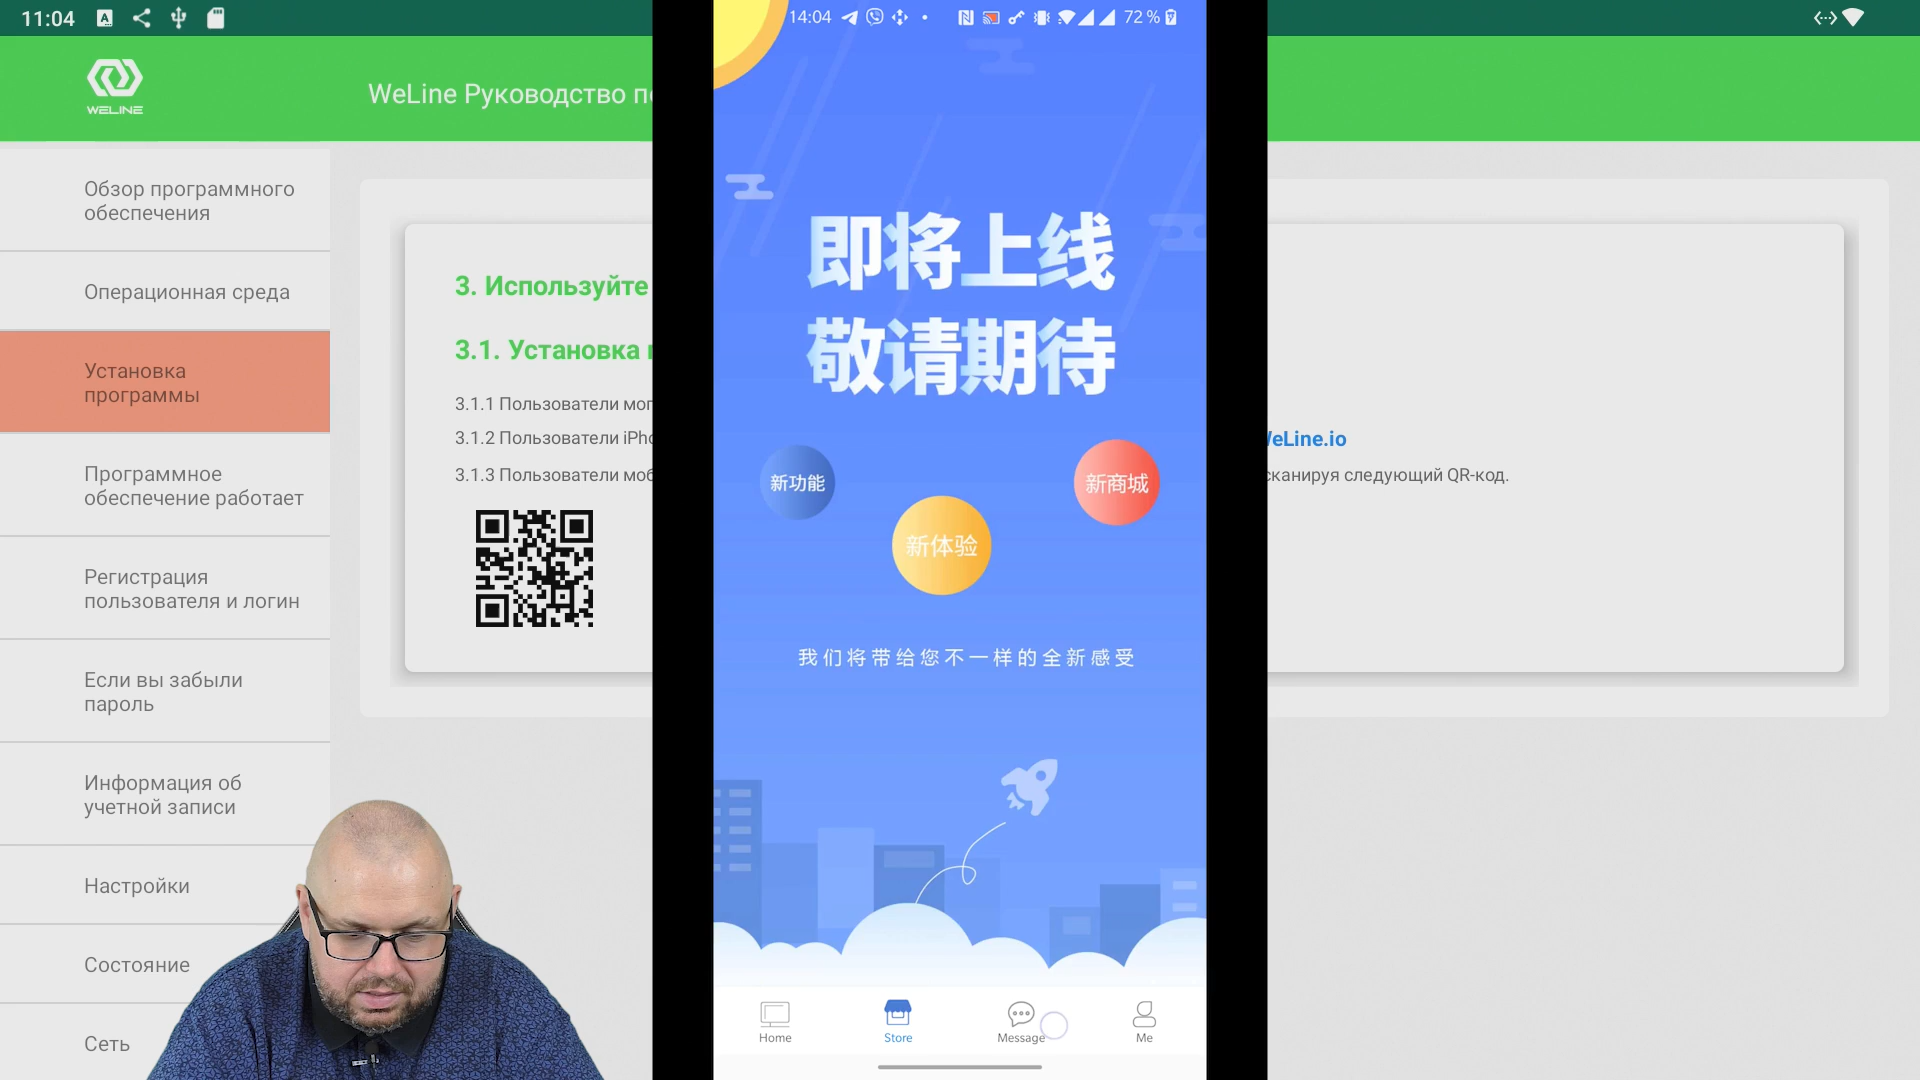 11:04
WELINE
WeLine Руководство п
Обзор программного
обеспечения
Операционная среда
Установка
программы
Программное
обеспечение работает
Регистрация
пользователя и логин
Если вы забыли
пароль
Информация об
учетной записи
Настройки
Состояние
Сеть
3. Используйте
3.1. Установка
3.1.1 Пользователи мог
3.1.2 Пользователи iPho
3.1.3 Пользователи моб
14:04
72 %
即将上线
敬请期待
新功能
新商城
新体验
我们将带给您不一样的全新感受
Home
Store
Message
Me
WeLine.io
сканируя следующий QR-код.